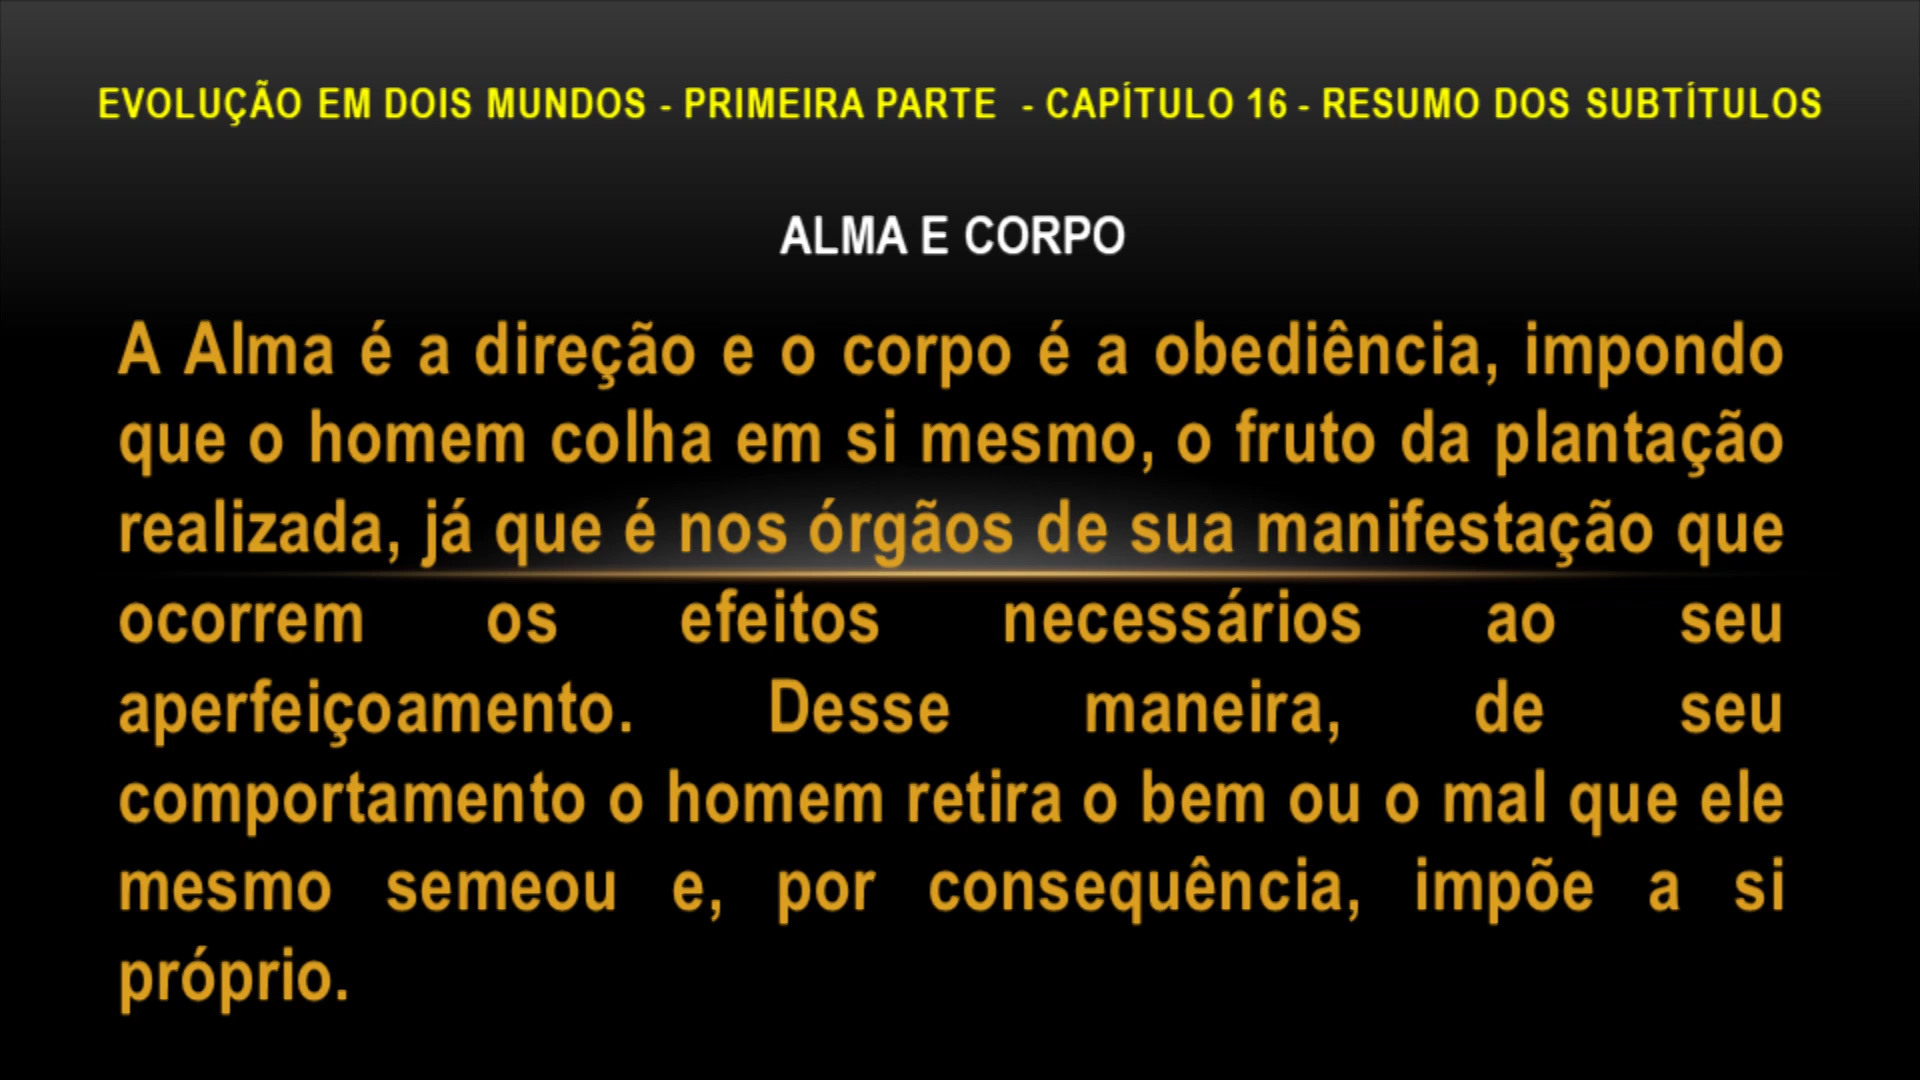 EVOLUÇÃO EM DOIS MUNDOS - PRIMEIRA PARTE - CAPÍTULO 16 - RESUMO DOS SUBTÍTULOS
ALMA E CORPO
A Alma é a direção e o corpo é a obediência, impondo
que o homem colha em si mesmo, o fruto da plantação
realizada, já que é nos órgãos de sua manifestação que
ocorrem os efeitos necessários ao seu
aperfeiçoamento. Desse maneira, de seu
comportamento o homem retira o bem ou o mal que ele
mesmo semeou e, por consequência, impõe a si
próprio.